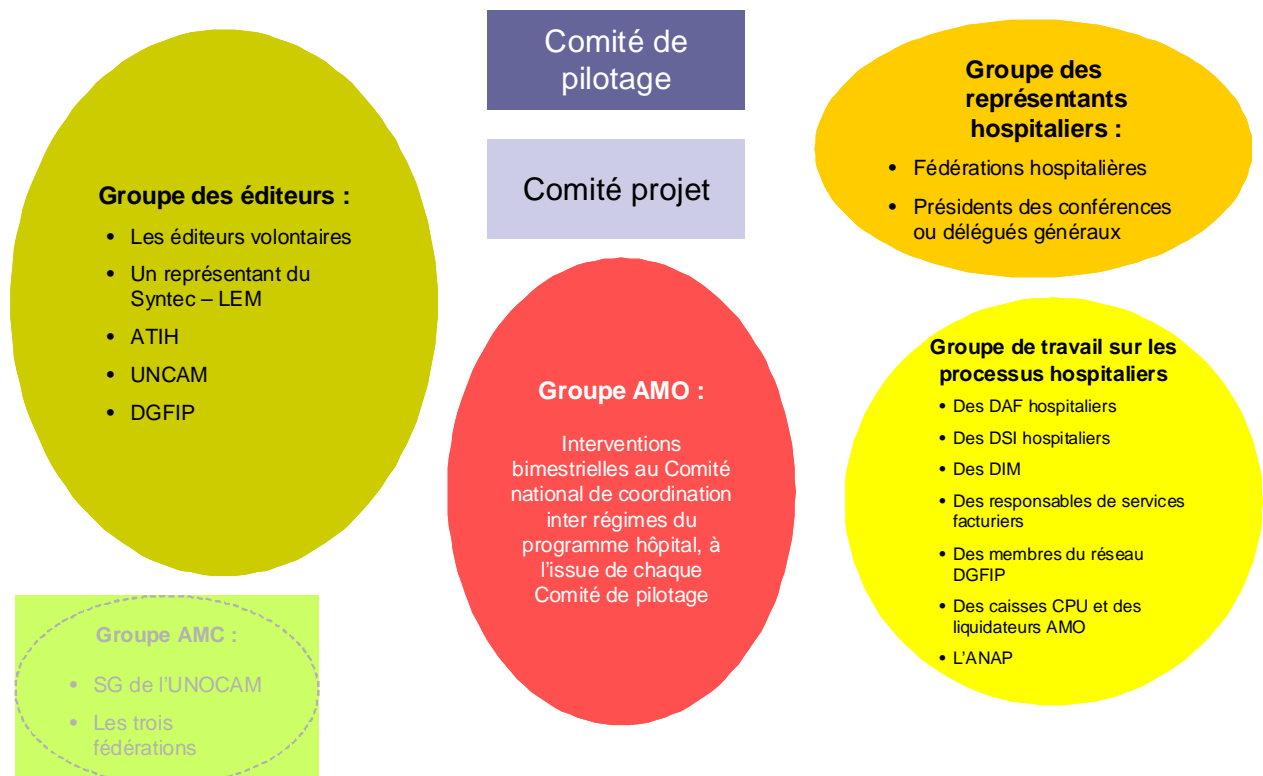 Comité de
pilotage
Comité projet
Groupe des éditeurs :
• Les éditeurs volontaires
• Un représentant du
Syntec – LEM
• ATIH
• UNCAM
• DGFIP
Groupe AMC :
• SG de l'UNOCAM
• Les trois
fédérations
Groupe AMO :
Interventions
bimestrielles au Comité
national de coordination
inter régimes du
programme hôpital, à
l'issue de chaque
Comité de pilotage
Groupe des
représentants
hospitaliers :
• Fédérations hospitalières
• Présidents des conférences
ou délégués généraux
Groupe de travail sur les
processus hospitaliers
• Des DAF hospitaliers
• Des DSI hospitaliers
• Des DIM
• Des responsables de services
facturiers
• Des membres du réseau
DGFIP
• Des caisses CPU et des
liquidateurs AMO
• L'ANAP